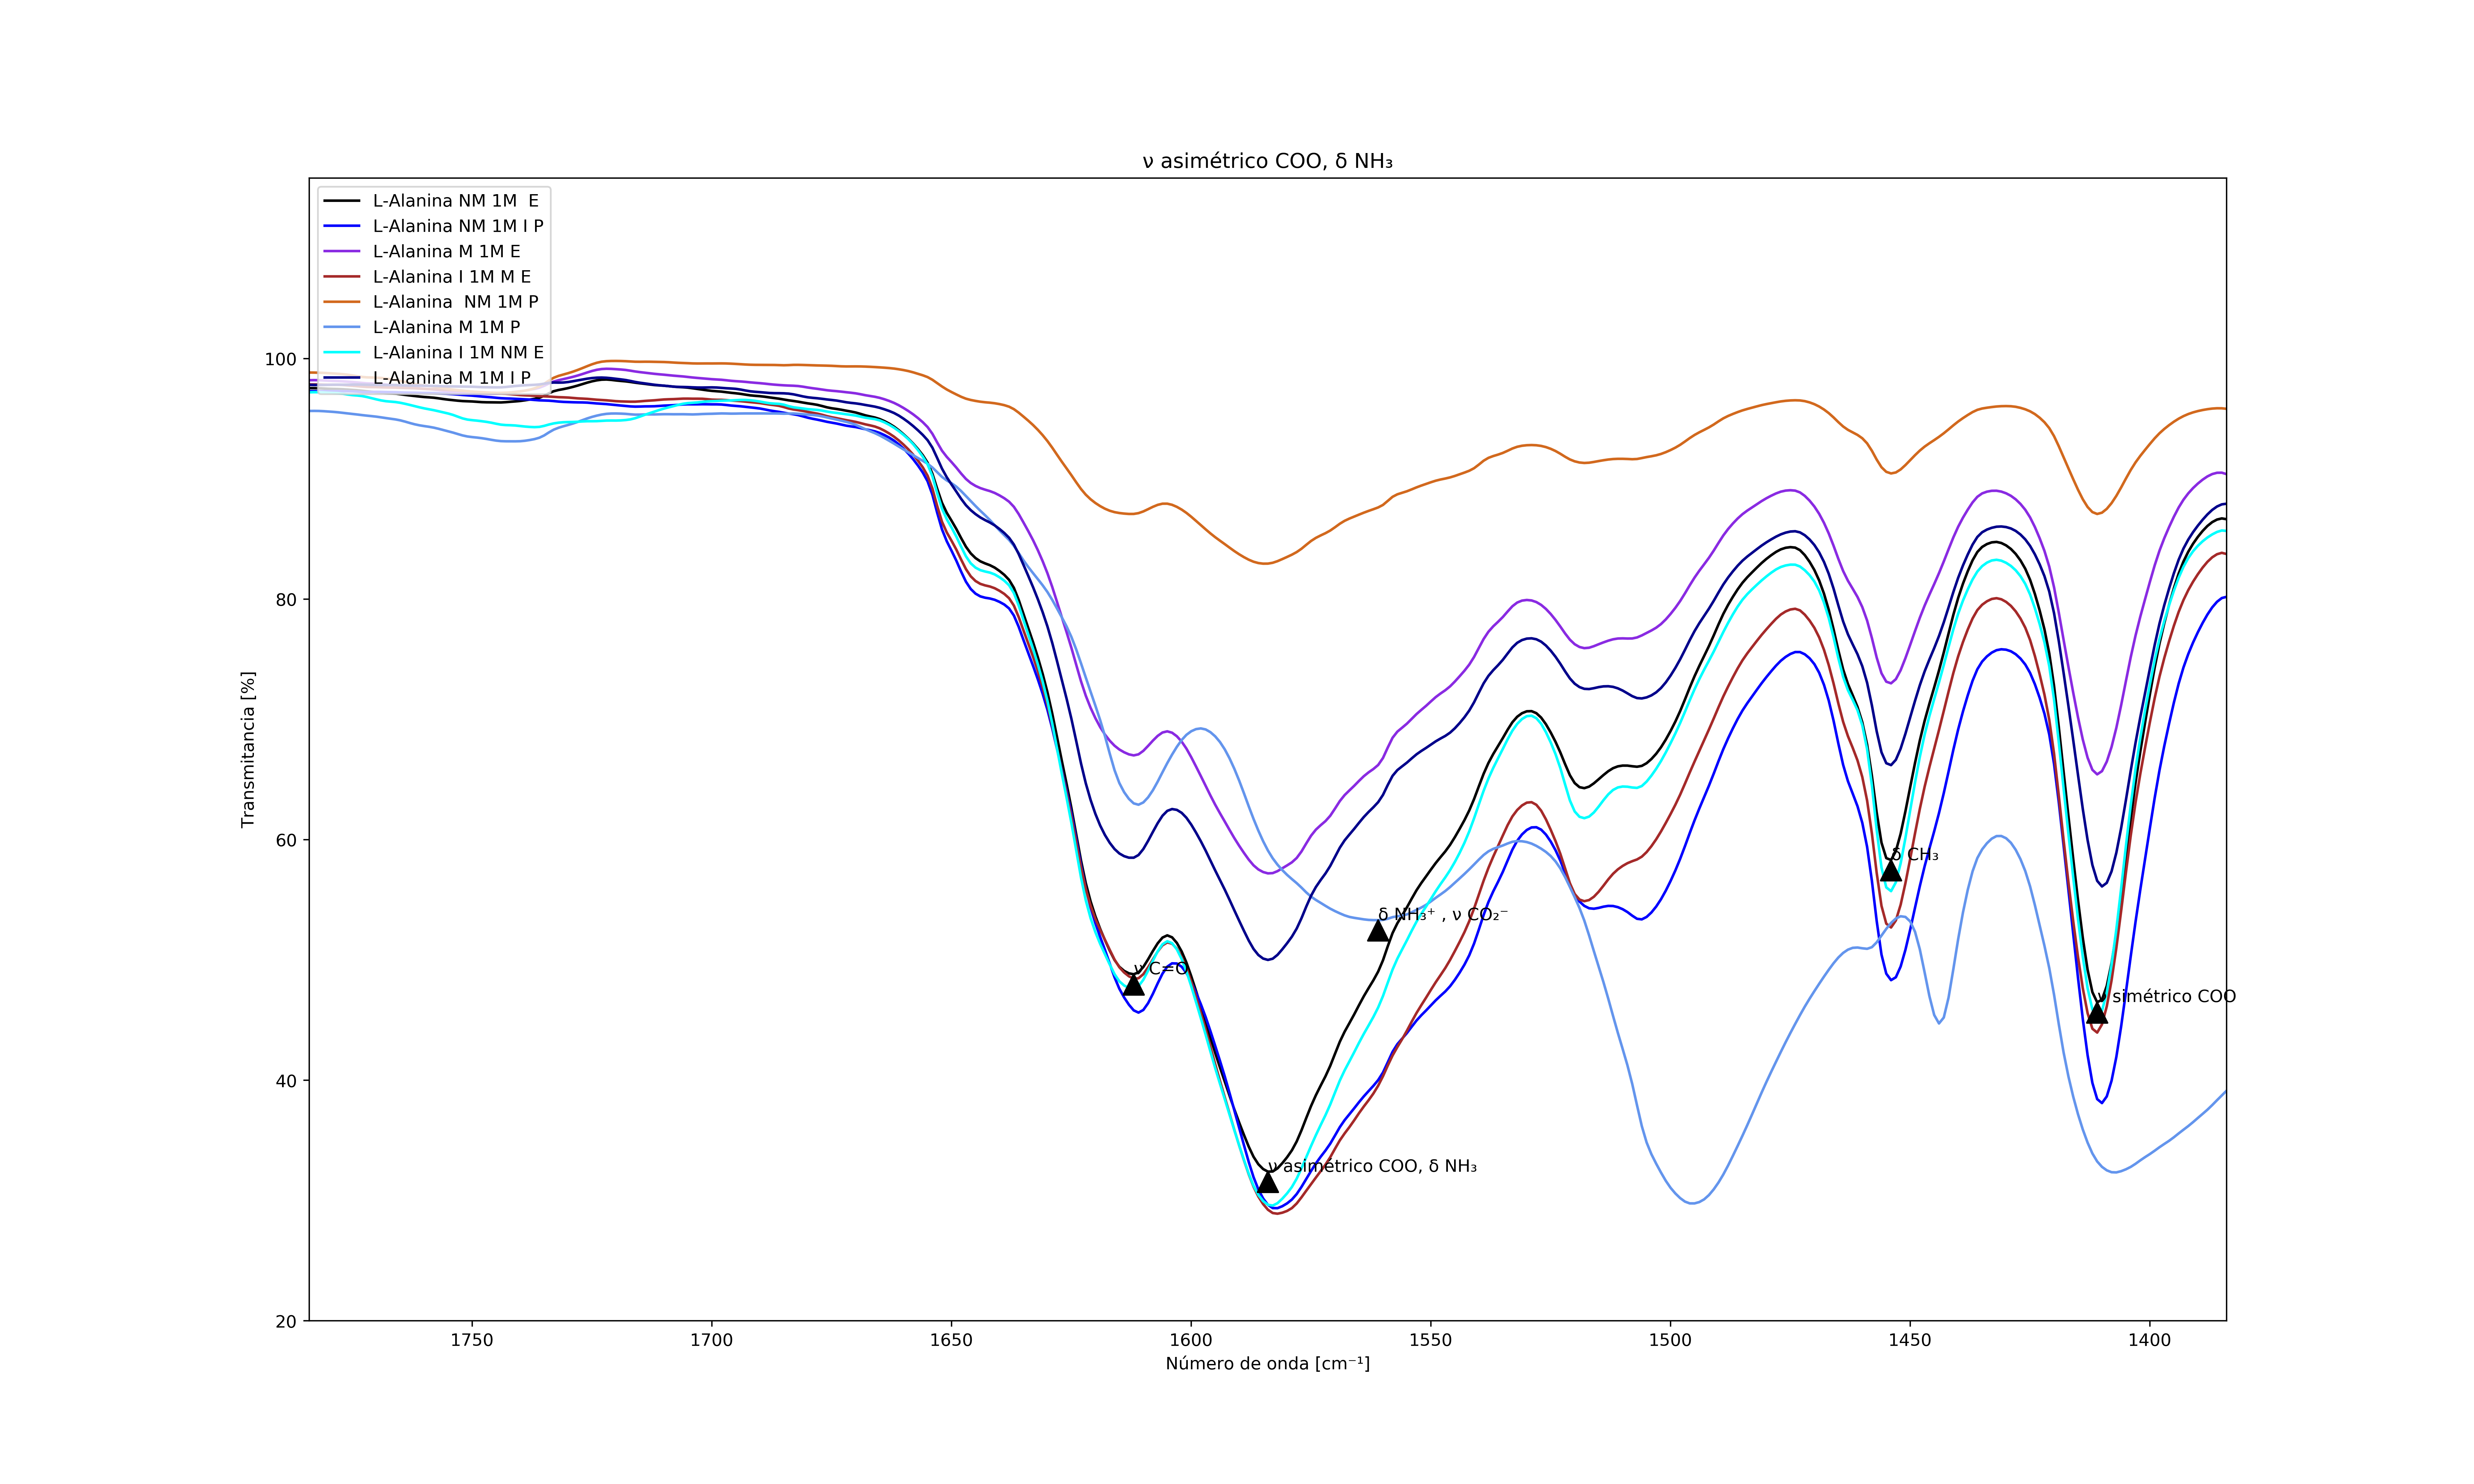 ν asimétrico COO, δ NH₃
L-Alanina NM 1M  E
L-Alanina NM 1M I P
L-Alanina M 1M E
L-Alanina I 1M M E
L-Alanina  NM 1M P
L-Alanina M 1M P
L-Alanina I 1M NM E
L-Alanina M 1M I P
100
80
60
40
20
Transmitancia [%]
δ CH₃
δ NH₃⁺ , ν CO₂⁻
ν C=O
ν simétrico COO
ν asimétrico COO, δ NH₃
1750 1700 1650 1600 1550 1500 1450 1400
Número de onda [cm⁻¹]